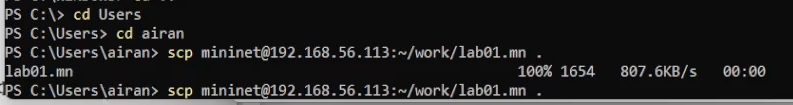 PS C:\> cd Users
PS C:\Users> cd airan
PS C:\Users\airan> scp mininet@192.168.56.113:~/work/lab01.mn .
lab01.mn 100% 1654 807.6KB/s 00:00
PS C:\Users\airan> scp mininet@192.168.56.113:~/work/lab01.mn .